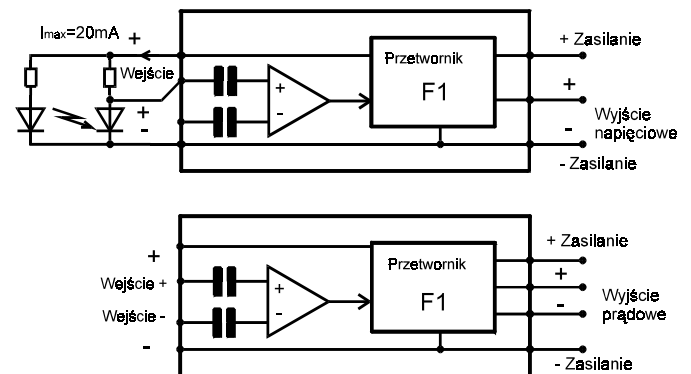 Imax=20mA
+
Wejście
+
-
+
-
Przetwornik
F1
+ Zasilanie
+
-
Wyjście
napięciowe
- Zasilanie
+
Wejście +
Wejście -
-
+
-
Przetwornik
F1
+ Zasilanie
+
-
Wyjście
prądowe
- Zasilanie